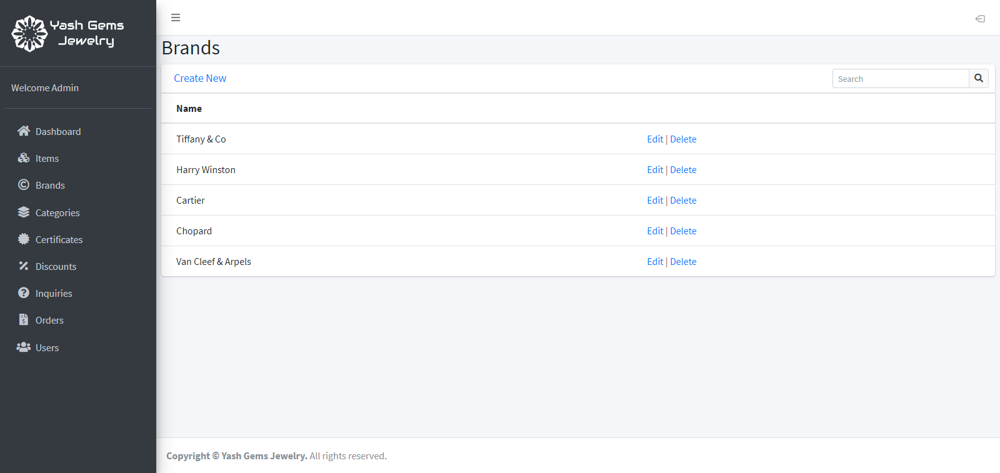 Yash Gems
Jewelry
Welcome Admin
Dashboard
Items
Brands
Categories
Certificates
Discounts
Inquiries
Orders
Users
Brands
Create New
Search
Name
Tiffany & Co Edit | Delete
Harry Winston Edit | Delete
Cartier Edit | Delete
Chopard Edit | Delete
Van Cleef & Arpels Edit | Delete
Copyright © Yash Gems Jewelry. All rights reserved.